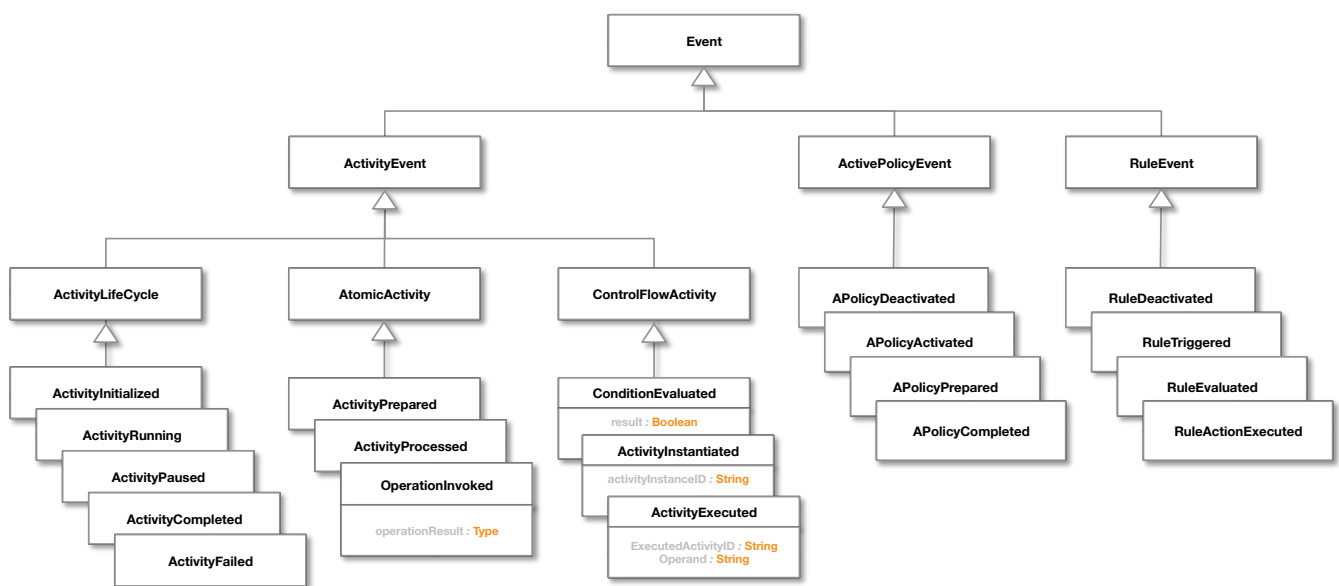 Event
ActivityEvent
ActivePolicyEvent
RuleEvent
ActivityLifeCycle
AtomicActivity
ControlFlowActivity
APolicyDeactivated
RuleDeactivated
APolicyActivated
RuleTriggered
APolicyPrepared
RuleEvaluated
APolicyCompleted
RuleActionExecuted
ActivityInitialized
ActivityRunning
ActivityPaused
ActivityCompleted
ActivityFailed
ActivityPrepared
ActivityProcessed
OperationInvoked
operationResult : Type
ConditionEvaluated
result : Boolean
ActivityInstantiated
activityInstanceID : String
ActivityExecuted
ExecutedActivityID : String
Operand : String